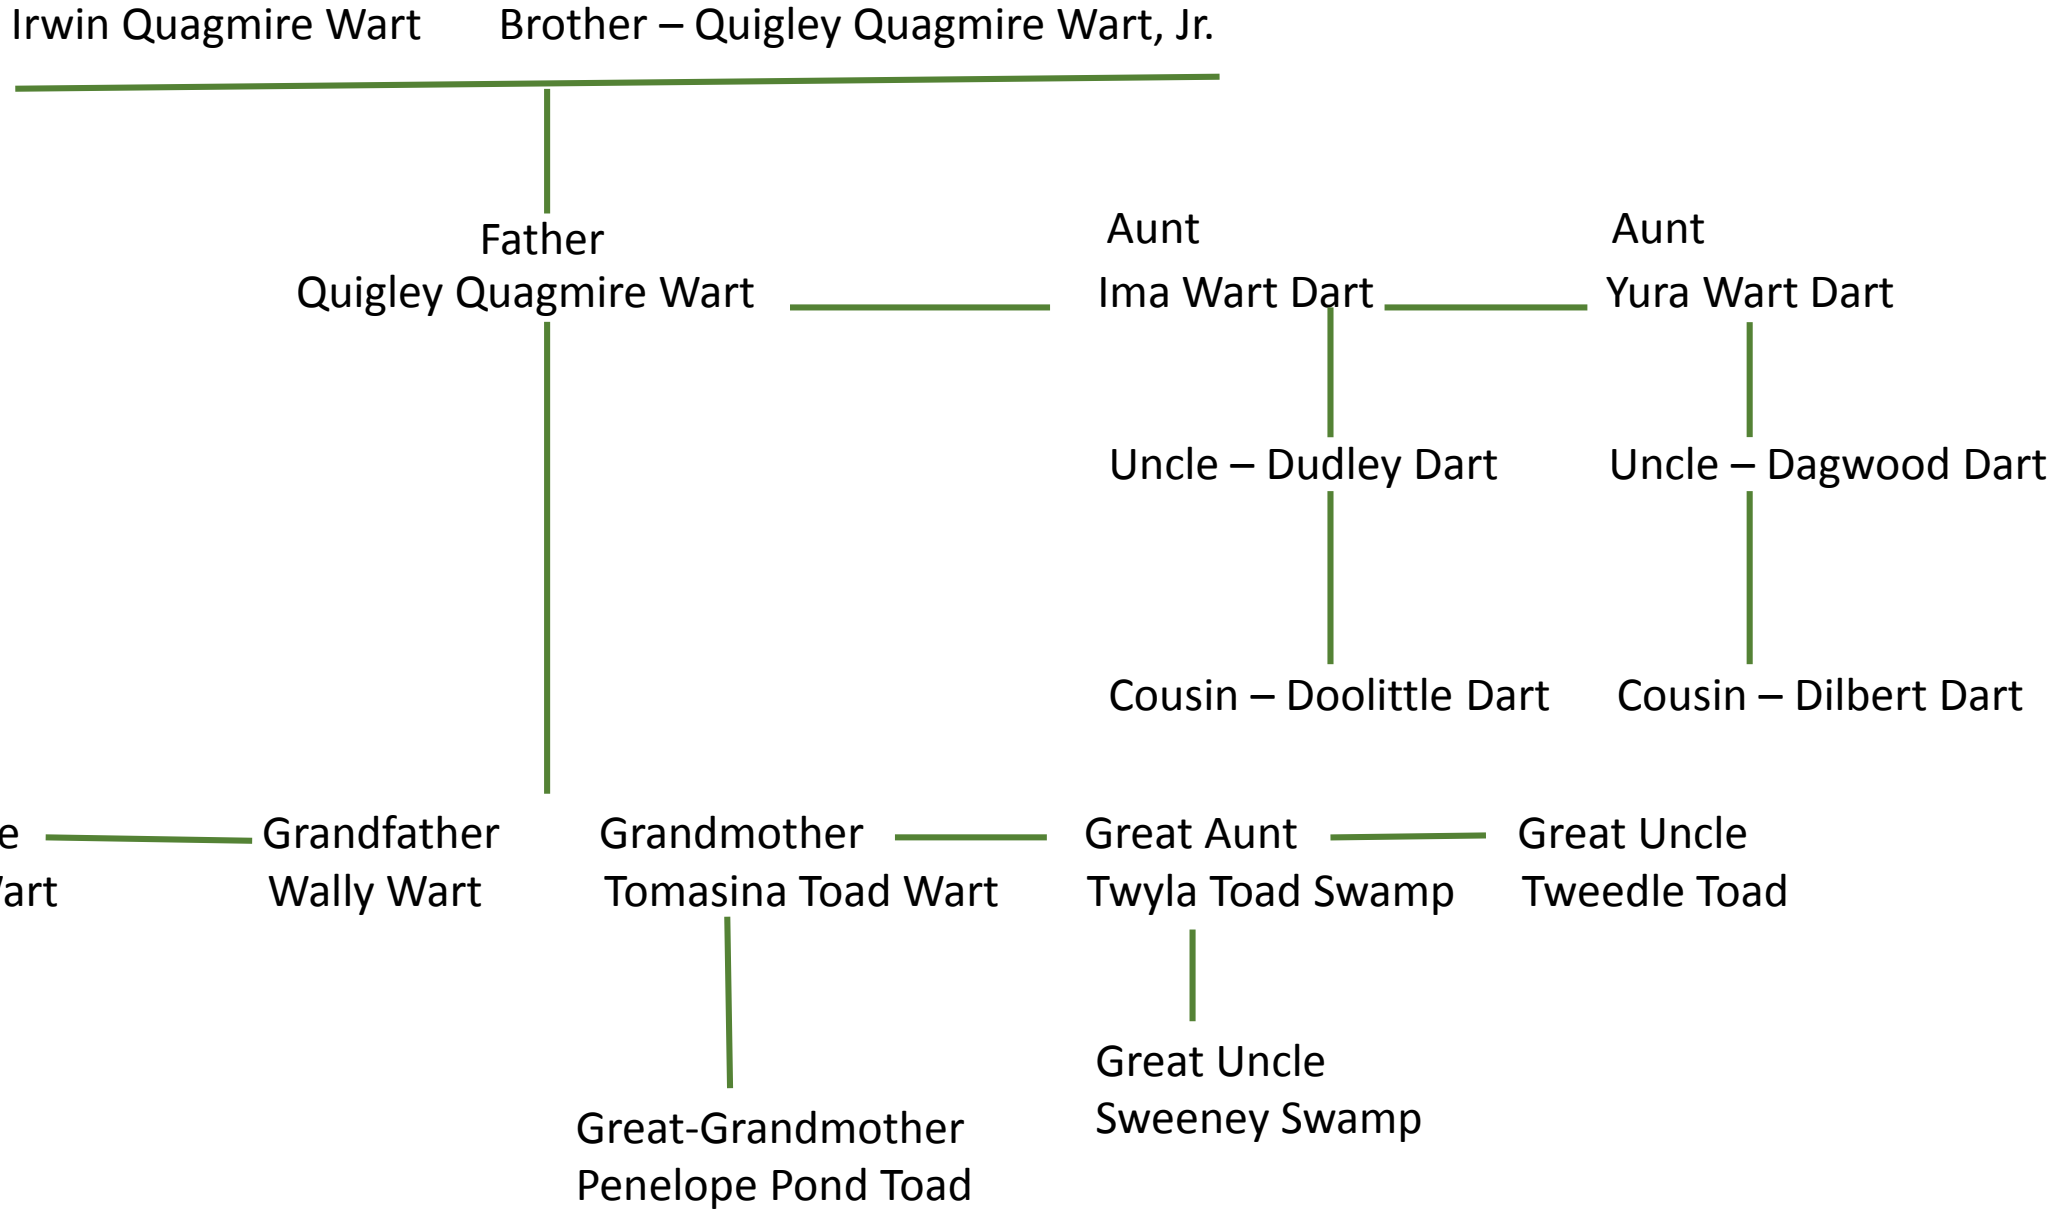 Irwin Quagmire Wart Brother – Quigley Quagmire Wart, Jr.
Father
Quigley Quagmire Wart
Aunt
Ima Wart Dart
Aunt
Yura Wart Dart
Uncle – Dudley Dart
Uncle – Dagwood Dart
Cousin – Doolittle Dart
Cousin – Dilbert Dart
Grandfather
Wally Wart
Grandmother
Tomasina Toad Wart
Great Aunt
Twyla Toad Swamp
Great Uncle
Tweedle Toad
Great Uncle
Sweeney Swamp
Great-Grandmother
Penelope Pond Toad